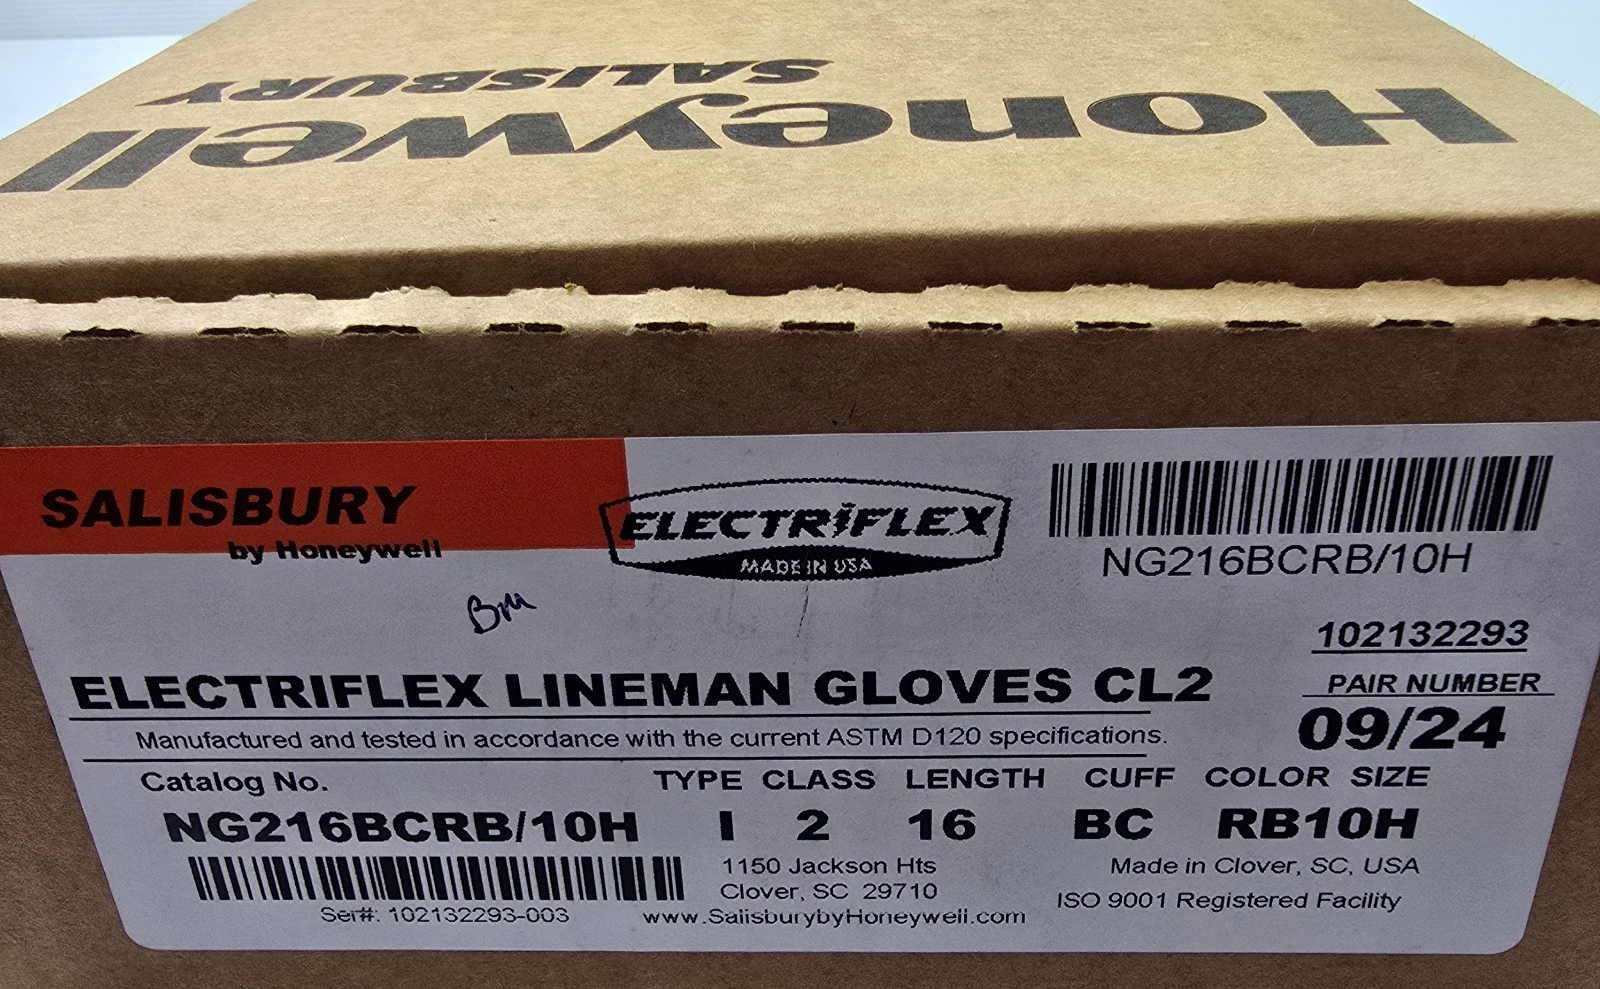 Honeywell
SALISBURY
SALISBURY
by Honeywell
ELECTRIFLEX
MADE IN USA
NG216BCRB/10H
Bm
102132293
PAIR NUMBER
ELECTRIFLEX LINEMAN GLOVES CL2
09/24
Manufactured and tested in accordance with the current ASTM D120 specifications.
Catalog No. TYPE CLASS LENGTH CUFF COLOR SIZE
NG216BCRB/10H I 2 16 BC RB10H
1150 Jackson Hts
Clover, SC 29710
www.SalisburybyHoneywell.com
Made in Clover, SC, USA
ISO 9001 Registered Facility
Ser#: 102132293-003